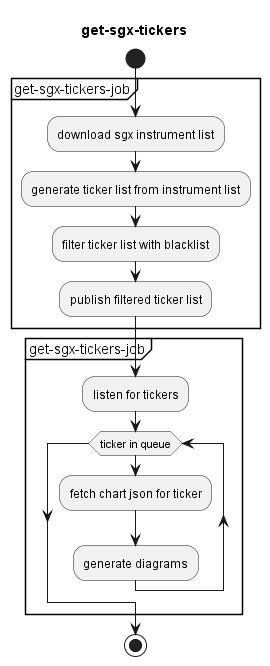 get-sgx-tickers
get-sgx-tickers-job
download sgx instrument list
generate ticker list from instrument list
filter ticker list with blacklist
publish filtered ticker list
get-sgx-tickers-job
listen for tickers
ticker in queue
fetch chart json for ticker
generate diagrams